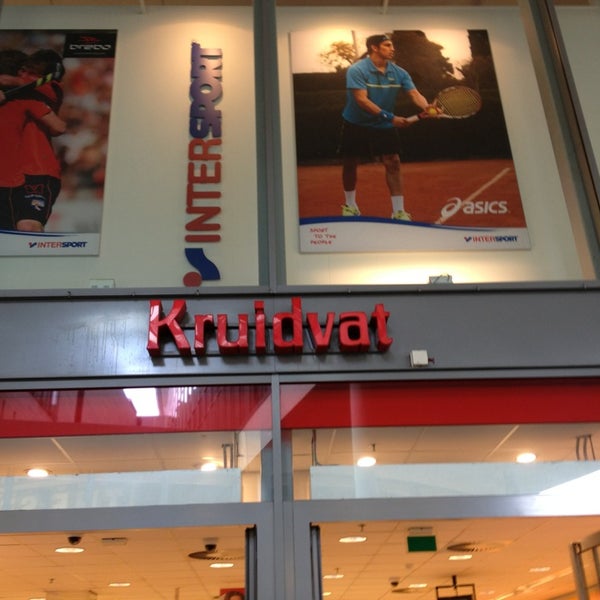 BRABO
INTERSPORT
asics
SPORT
TO THE
PEOPLE
INTERSPORT
INTERSPORT
Kruidvat